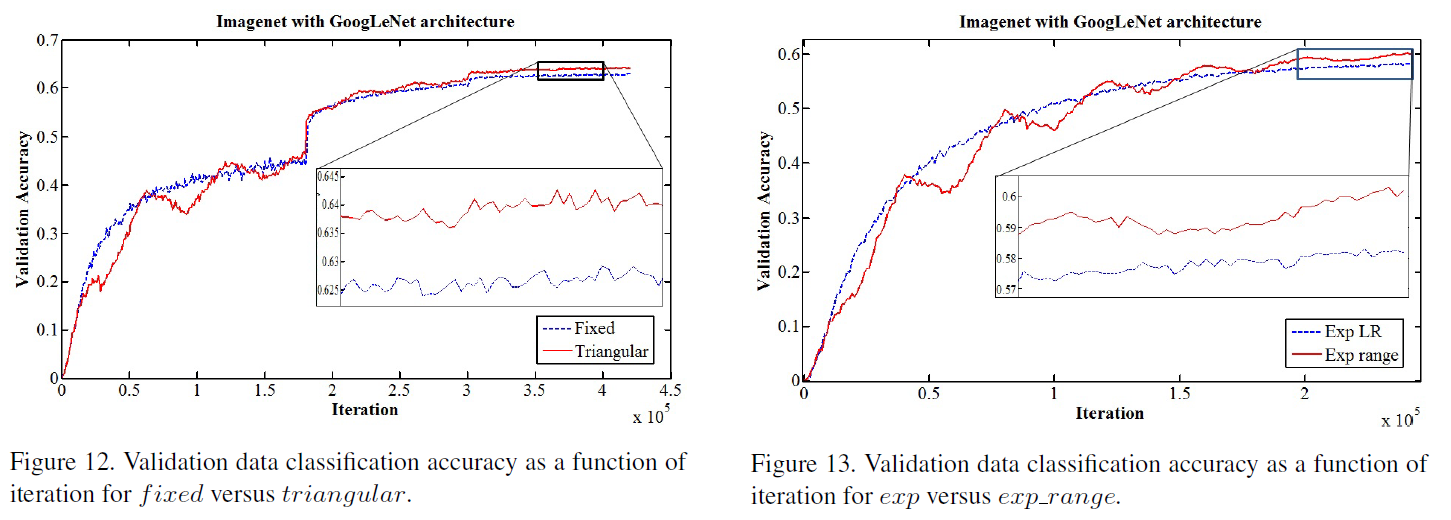 Imagenet with GoogLeNet architecture
0.7
0.6
0.5
0.4
0.3
0.2
0.1
0
Validation Accuracy
0.645
0.64
0.635
0.63
0.625
Fixed
Triangular
0 0.5 1 1.5 2 2.5 3 3.5 4 4.5
Iteration
x 10^5
Figure 12. Validation data classification accuracy as a function of
iteration for fixed versus triangular.
Imagenet with GoogLeNet architecture
0.6
0.5
0.4
0.3
0.2
0.1
0
Validation Accuracy
0.6
0.59
0.58
0.57
Exp LR
Exp range
0 0.5 1 1.5 2
Iteration
x 10^5
Figure 13. Validation data classification accuracy as a function of
iteration for exp versus exp_range.